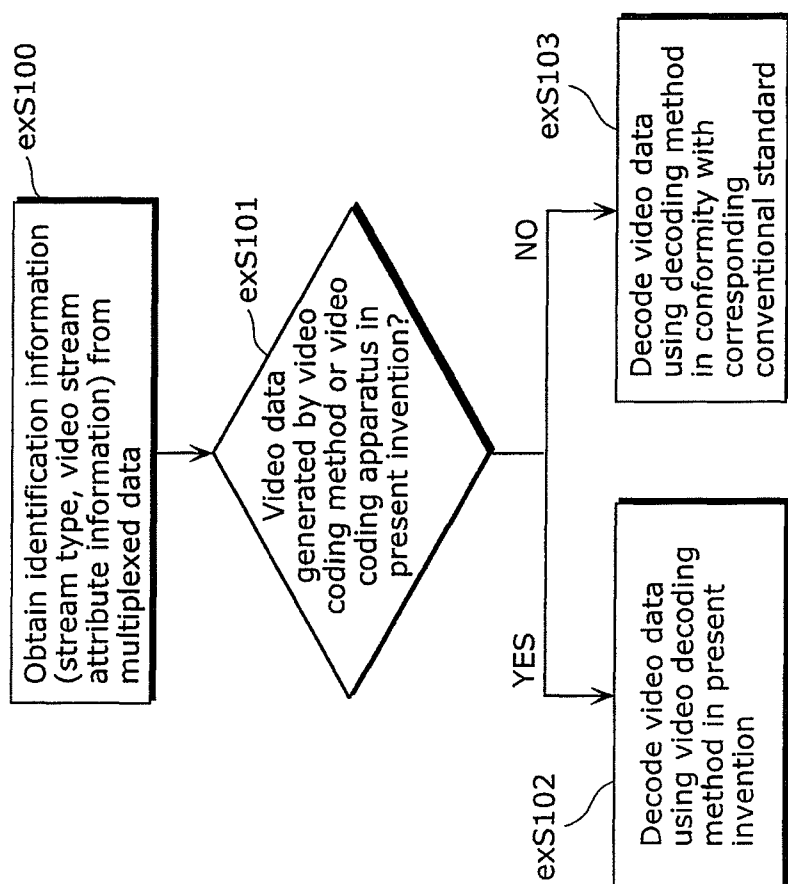 exS100
Obtain identification information
(stream type, video stream
attribute information) from
multiplexed data
exS101
Video data
generated by video
coding method or video
coding apparatus in
present invention?
YES
NO
exS102
Decode video data
using video decoding
method in present
invention
exS103
Decode video data
using decoding method
in conformity with
corresponding
conventional standard